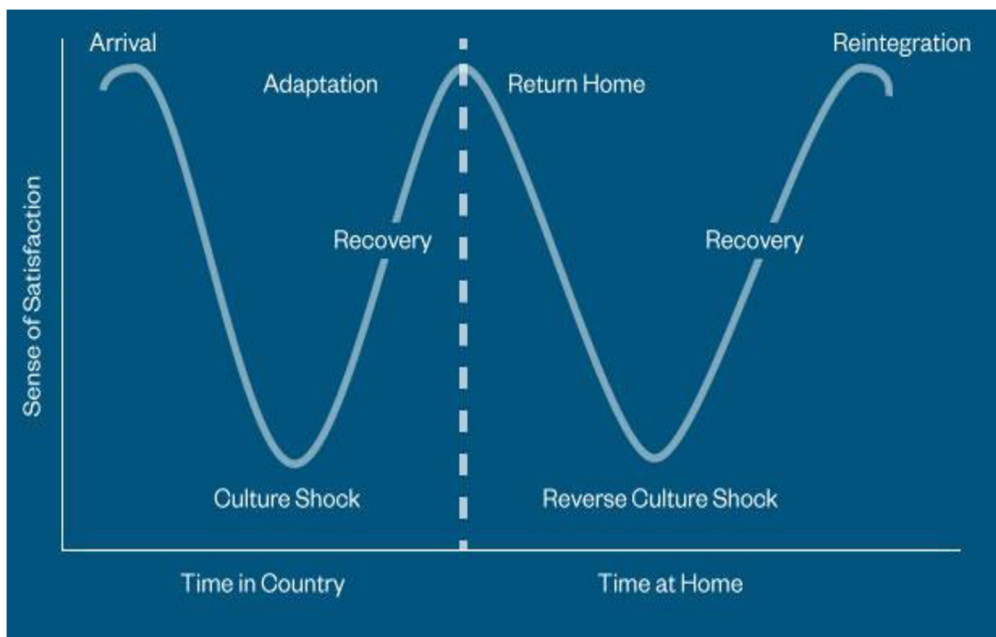 Arrival
Reintegration
Adaptation
Return Home
Recovery
Recovery
Sense of Satisfaction
Culture Shock
Reverse Culture Shock
Time in Country
Time at Home